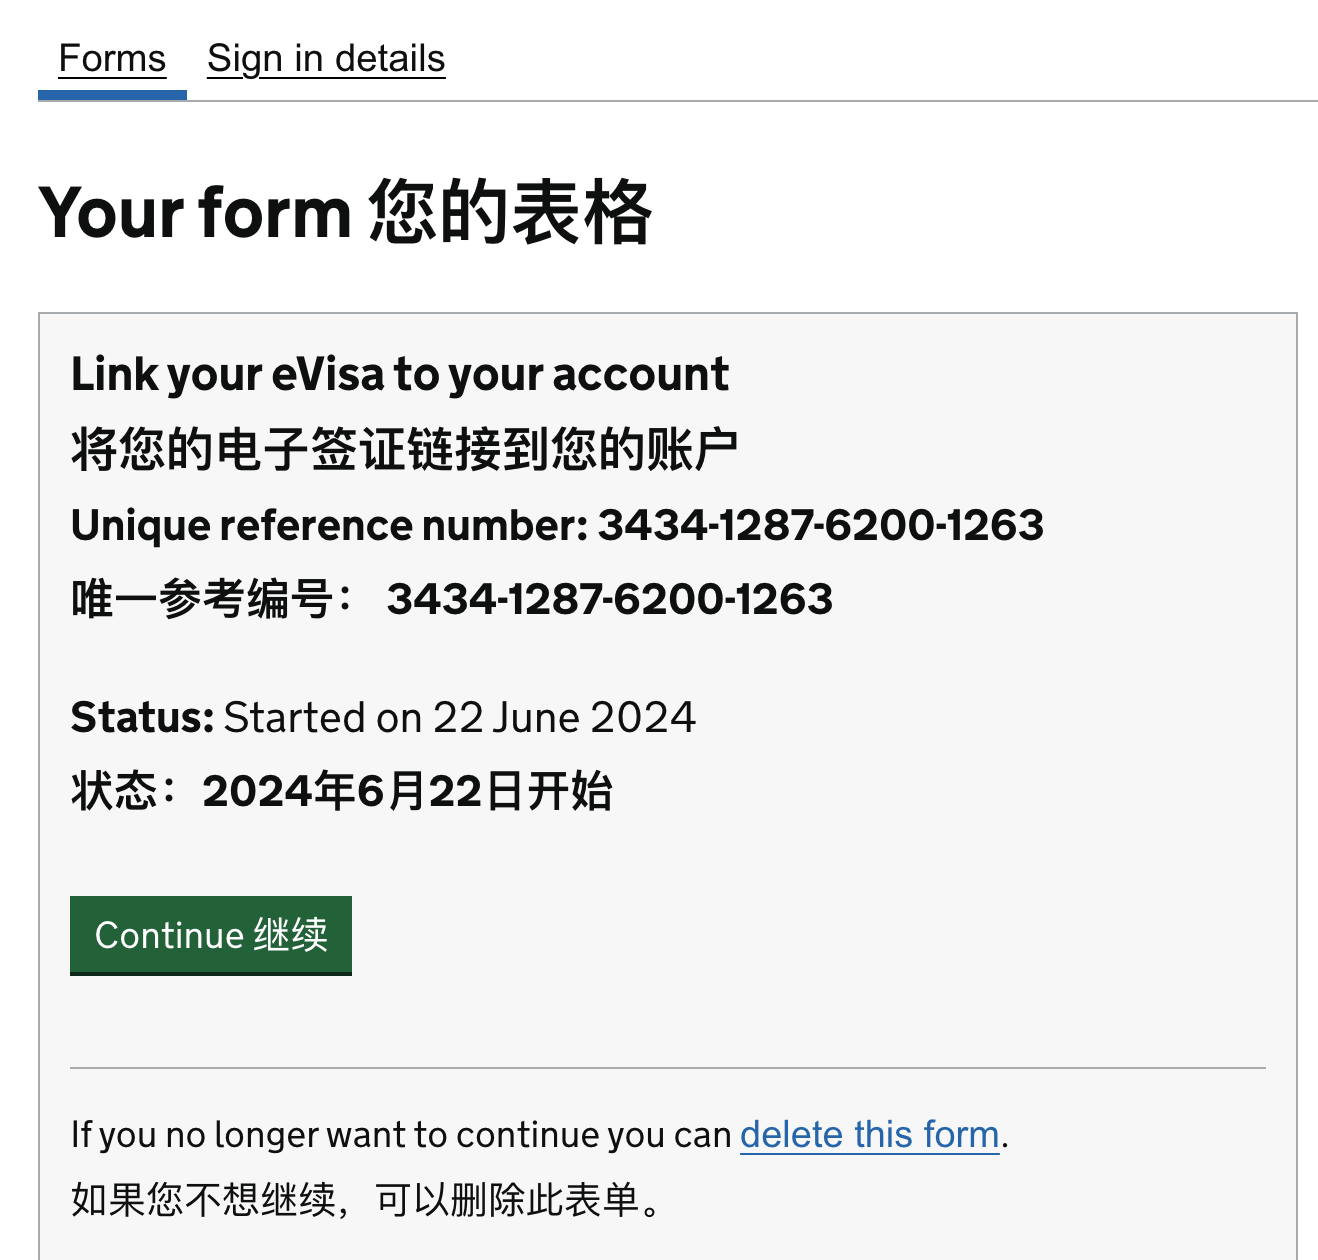 Forms Sign in details
Your form 您的表格
Link your eVisa to your account
将您的电子签证链接到您的账户
Unique reference number: 3434-1287-6200-1263
唯一参考编号： 3434-1287-6200-1263
Status: Started on 22 June 2024
状态：2024年6月22日开始
Continue 继续
If you no longer want to continue you can delete this form.
如果您不想继续，可以删除此表单。